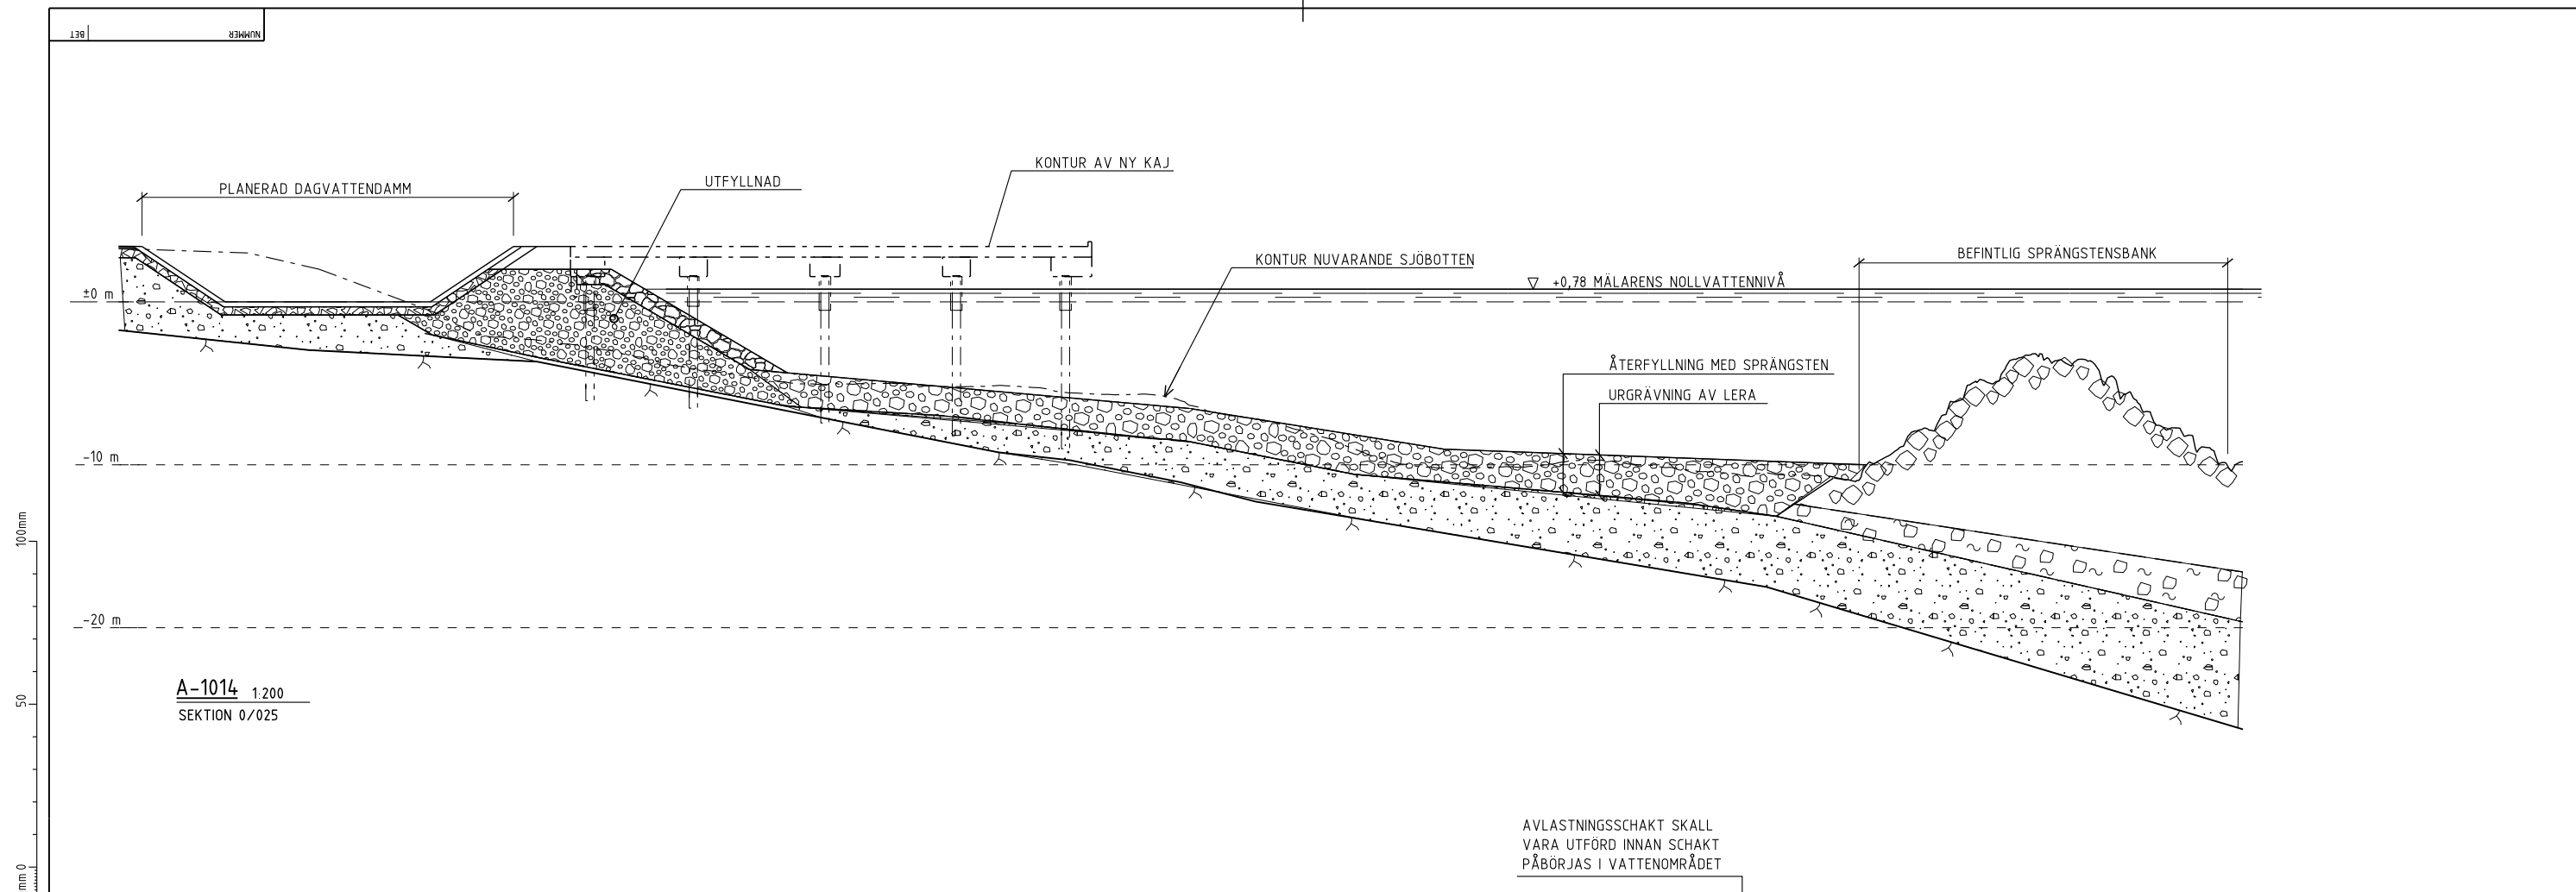 BET
NUMMER
KONTUR AV NY KAJ
PLANERAD DAGVATTENDAMM
UTFYLLNAD
KONTUR NUVARANDE SJÖBOTTEN
BEFINTLIG SPRÄNGSTENSBANK
+0,78 MÄLARENS NOLLVATTENNIVÅ
±0 m
ÅTERFYLLNING MED SPRÄNGSTEN
URGRÄVNING AV LERA
-10 m
100mm
-20 m
A-1014 1:200
SEKTION 0/025
50
AVLASTNINGSSCHAKT SKALL
VARA UTFÖRD INNAN SCHAKT
PÅBÖRJAS I VATTENOMRÅDET
mm 0